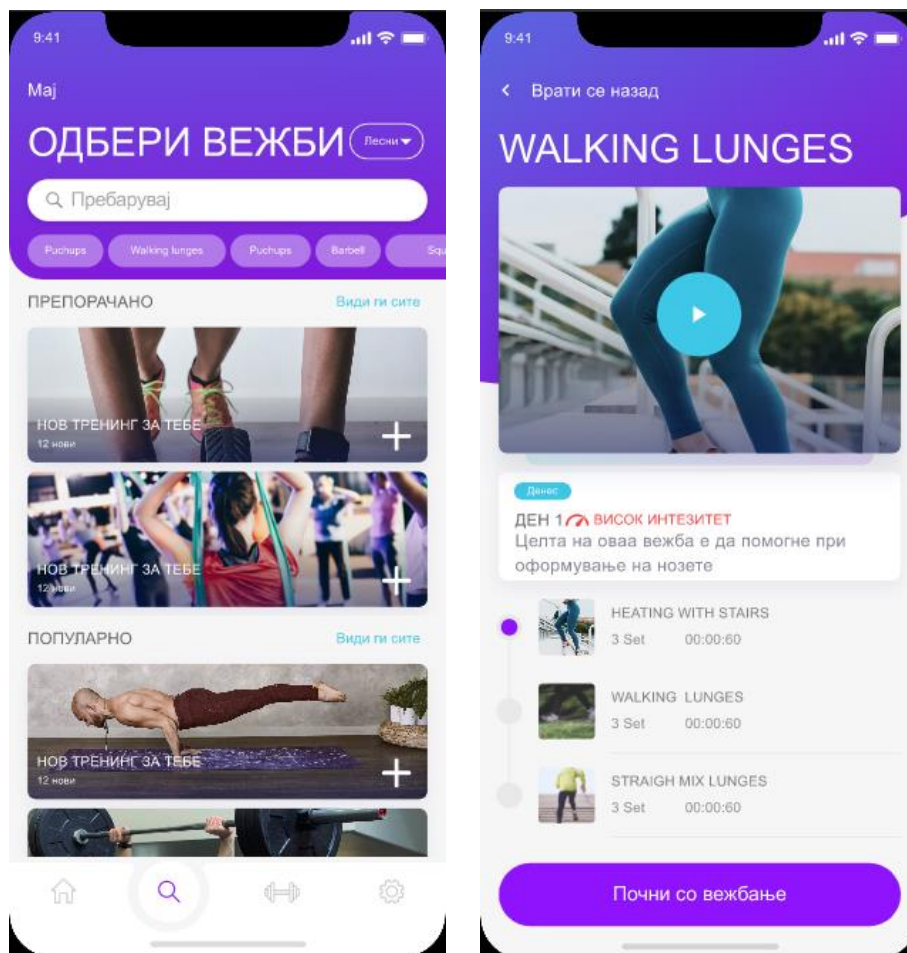 9:41
Мај
ОДБЕРИ ВЕЖБИ
Лесни
Пребарувај
Puchups Walking lunges Puchups Barbell Squ
ПРЕПОРАЧАНО Види ги сите
НОВ ТРЕНИНГ ЗА ТЕБЕ
12 нови
НОВ ТРЕНИНГ ЗА ТЕБЕ
12 нови
ПОПУЛАРНО Види ги сите
НОВ ТРЕНИНГ ЗА ТЕБЕ
12 нови
9:41
Врати се назад
WALKING LUNGES
Денес
ДЕН 1 ВИСОК ИНТЕЗИТЕТ
Целта на оваа вежба е да помогне при
оформување на нозете
HEATING WITH STAIRS
3 Set 00:00:60
WALKING LUNGES
3 Set 00:00:60
STRAIGH MIX LUNGES
3 Set 00:00:60
Почни со вежбање